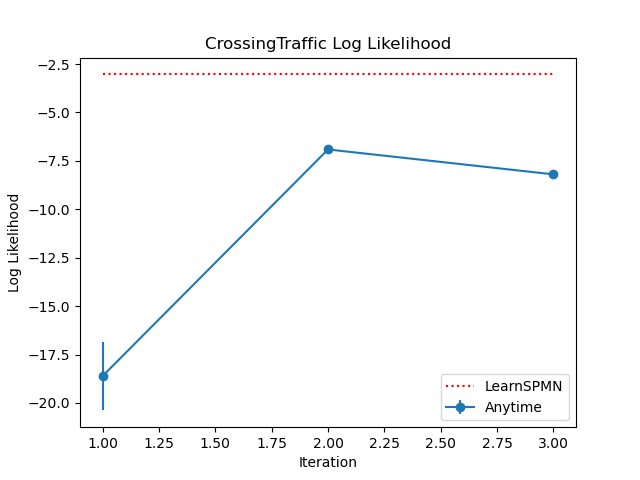 CrossingTraffic Log Likelihood
Log Likelihood
−2.5
−5.0
−7.5
−10.0
−12.5
−15.0
−17.5
−20.0
LearnSPMN
Anytime
1.00 1.25 1.50 1.75 2.00 2.25 2.50 2.75 3.00
Iteration